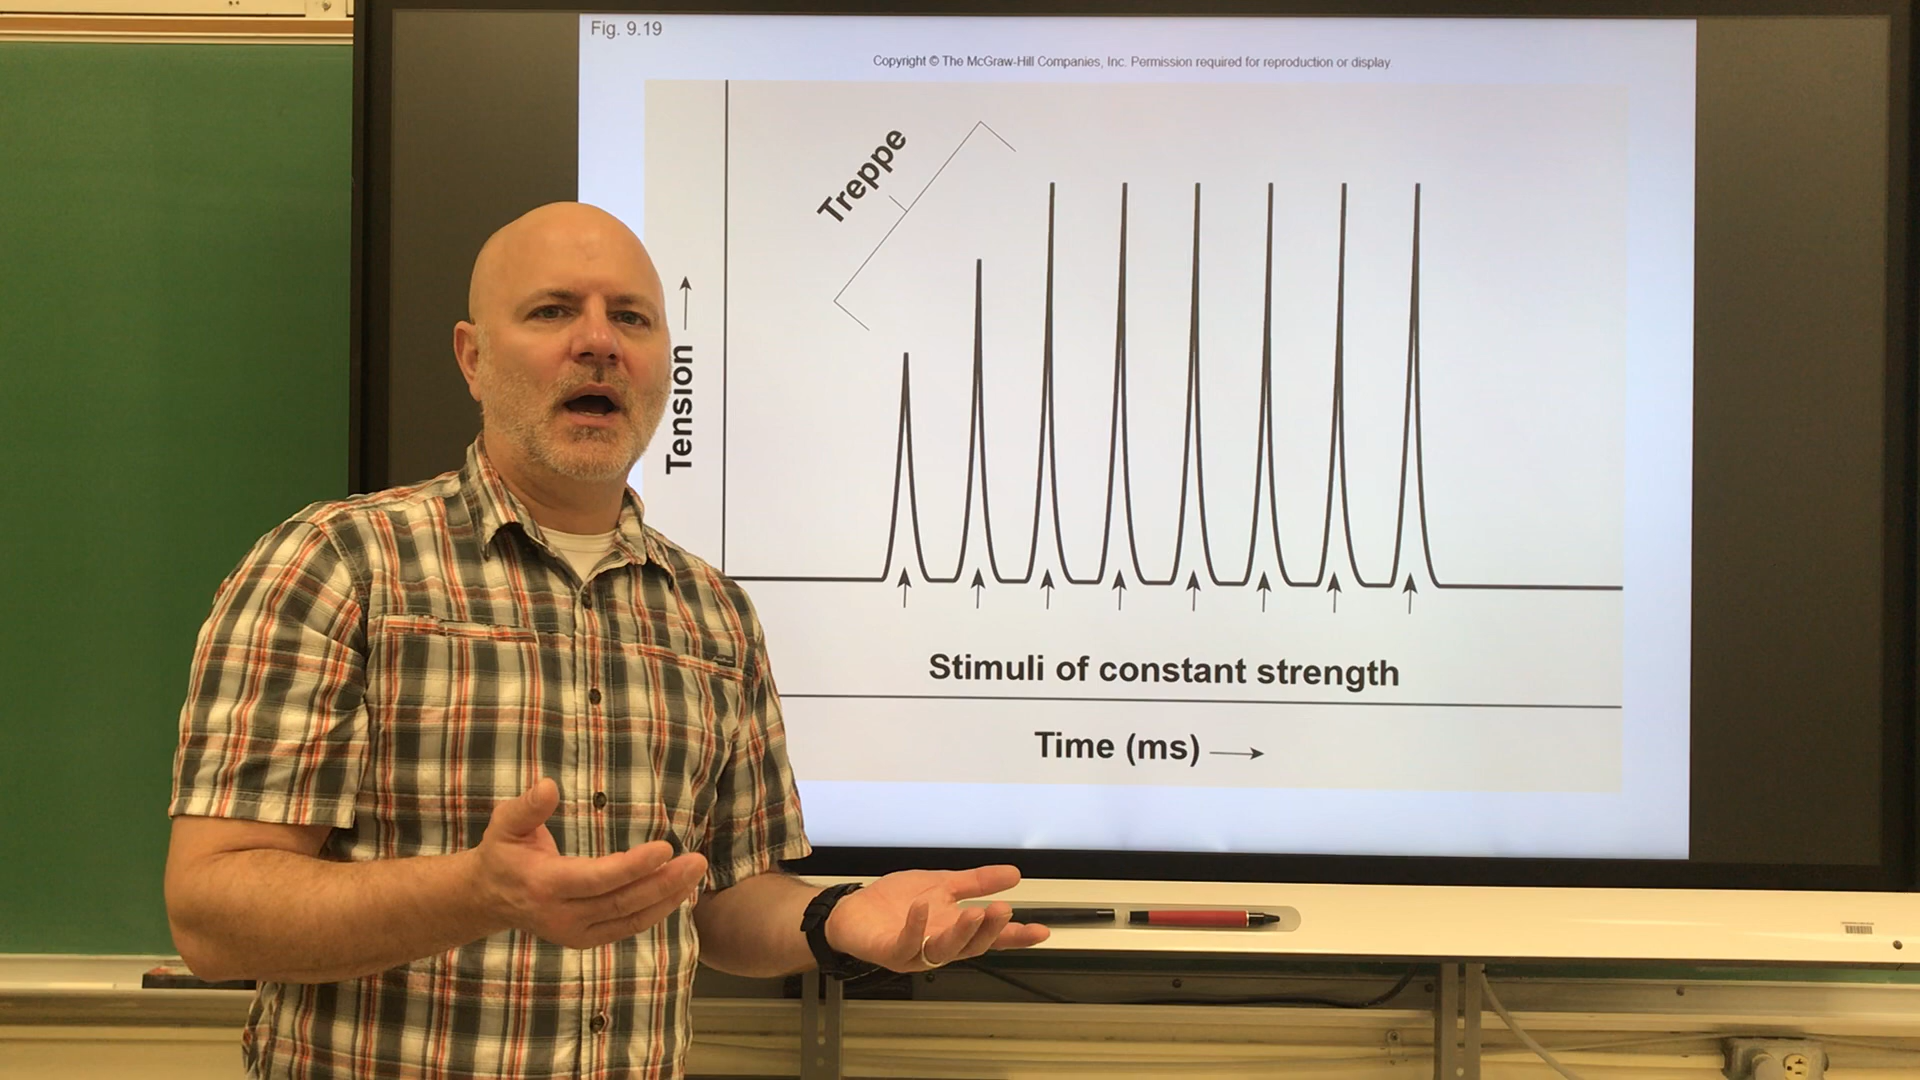 Fig. 9.19
Copyright © The McGraw-Hill Companies, Inc. Permission required for reproduction or display
Treppe
Tension
Stimuli of constant strength
Time (ms)